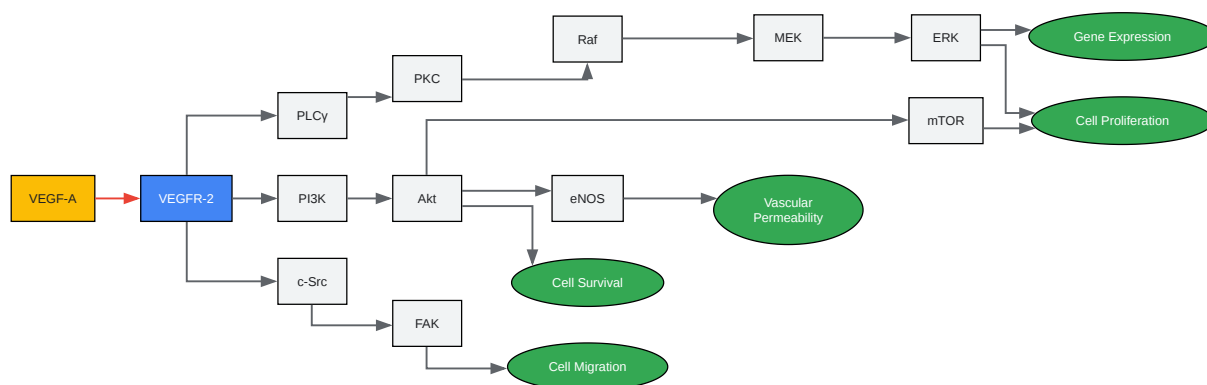 Raf
MEK
ERK
Gene Expression
PKC
PLCγ
mTOR
Cell Proliferation
VEGF-A
VEGFR-2
PI3K
Akt
eNOS
Vascular
Permeability
c-Src
Cell Survival
FAK
Cell Migration